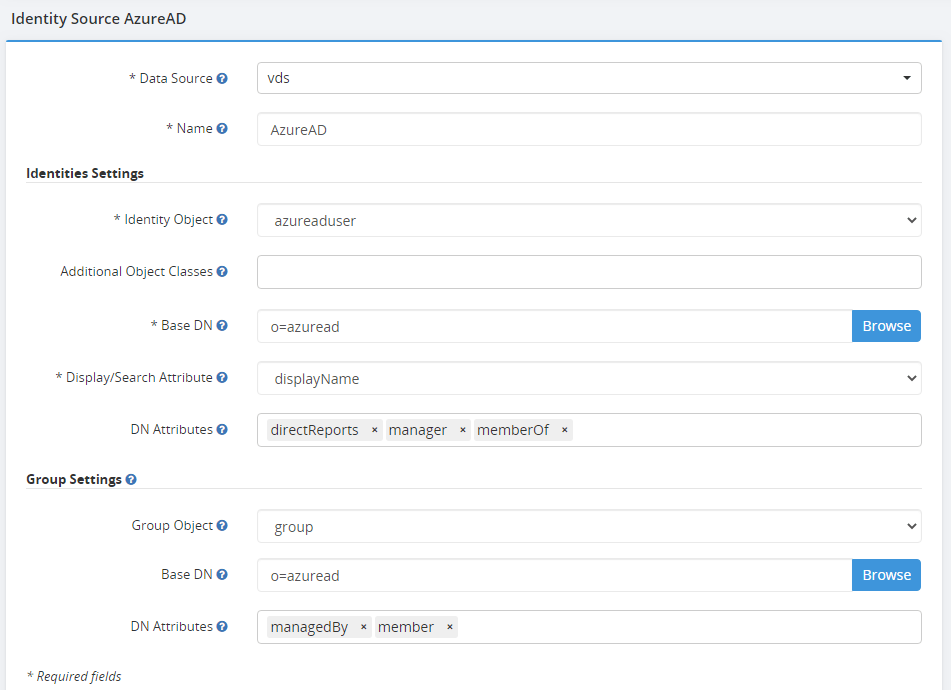 Identity Source AzureAD
* Data Source ? vds
* Name ? AzureAD
Identities Settings
* Identity Object ? azureaduser
Additional Object Classes ?
* Base DN ? o=azuread Browse
* Display/Search Attribute ? displayName
DN Attributes ? directReports × manager × memberOf ×
Group Settings ?
Group Object ? group
Base DN ? o=azuread Browse
DN Attributes ? managedBy × member ×
* Required fields